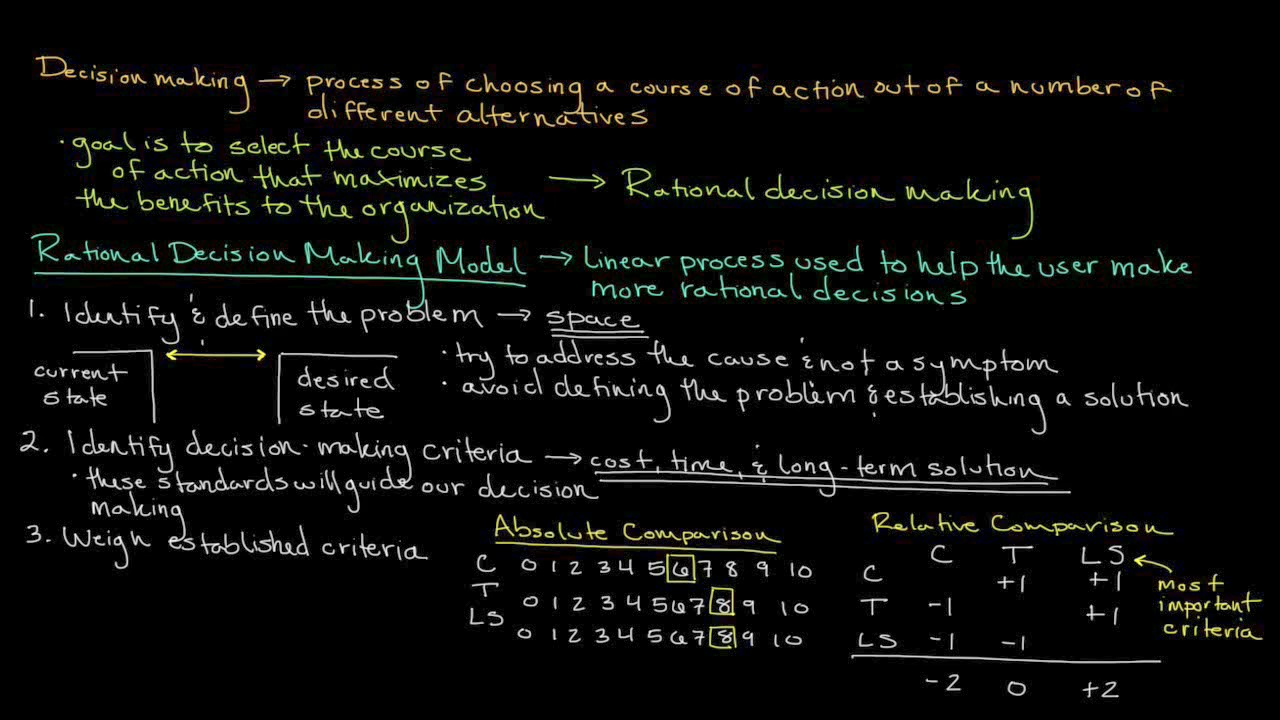 Decision making → process of choosing a course of action out of a number of
different alternatives
· goal is to select the course
of action that maximizes
the benefits to the organization
→ Rational decision making
Rational Decision Making Model → linear process used to help the user make
more rational decisions
1. Identify & define the problem → space
current
state
desired
state
· try to address the cause & not a symptom
· avoid defining the problem & establishing a solution
2. Identify decision-making criteria → cost, time, & long-term solution
· these standards will guide our decision
making
3. Weigh established criteria
Absolute Comparison
C 0 1 2 3 4 5 6 7 8 9 10
T 0 1 2 3 4 5 6 7 8 9 10
LS 0 1 2 3 4 5 6 7 8 9 10
Relative Comparison
C T LS
C +1 +1
T -1 +1
LS -1 -1
-2 0 +2
most
important
criteria